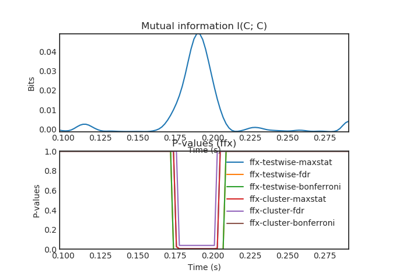 Mutual information I(C; C)
Bits
0.04
0.03
0.02
0.01
0.00
0.100 0.125 0.150 0.175 0.200 0.225 0.250 0.275
Time (s)
P-values (ffx)
P-values
1.0
0.8
0.6
0.4
0.2
0.0
ffx-testwise-maxstat
ffx-testwise-fdr
ffx-testwise-bonferroni
ffx-cluster-maxstat
ffx-cluster-fdr
ffx-cluster-bonferroni
0.100 0.125 0.150 0.175 0.200 0.225 0.250 0.275
Time (s)